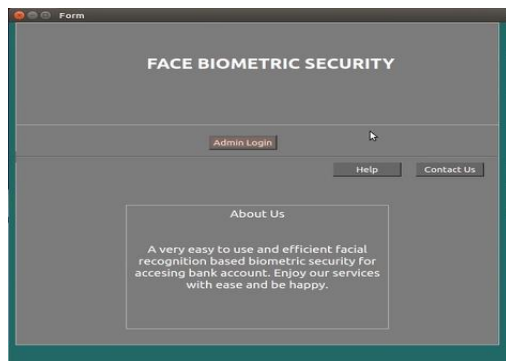 Form
FACE BIOMETRIC SECURITY
Admin Login
Help
Contact Us
About Us
A very easy to use and efficient facial
recognition based biometric security for
accesing bank account. Enjoy our services
with ease and be happy.